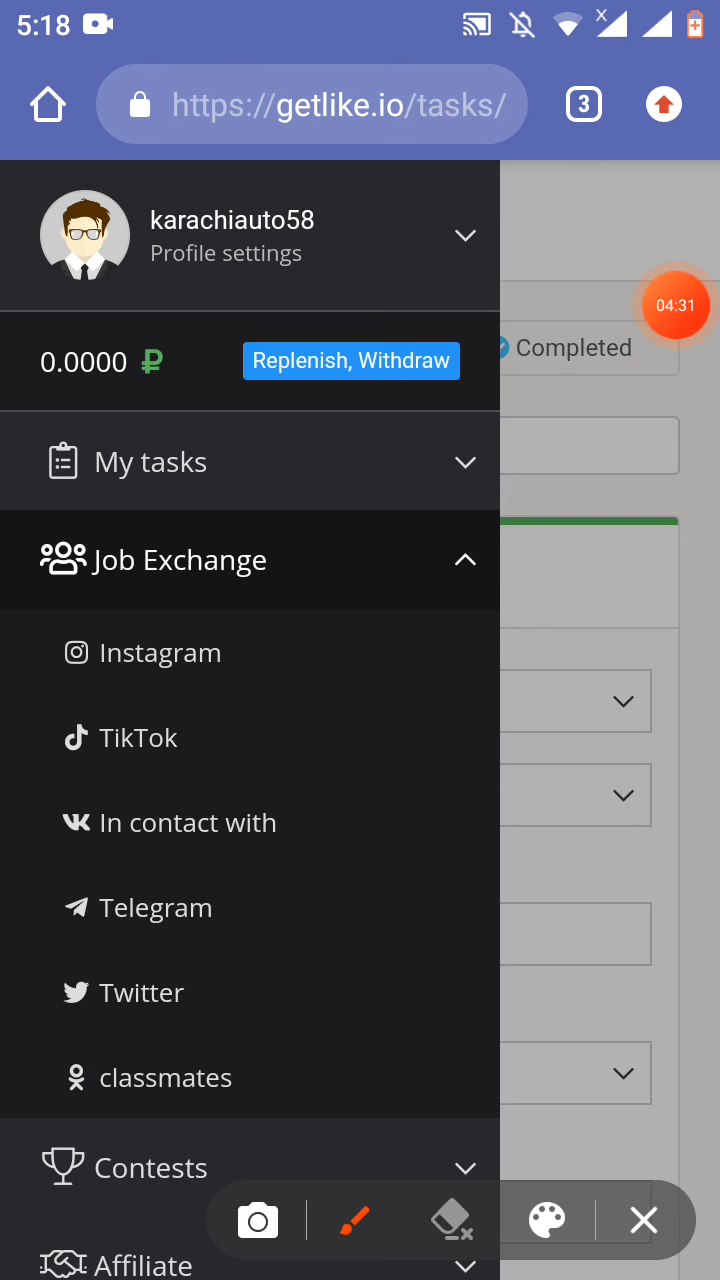 5:18
https://getlike.io/tasks/
3
karachiauto58
Profile settings
04:31
0.0000 ₽
Replenish, Withdraw
Completed
My tasks
Job Exchange
Instagram
TikTok
In contact with
Telegram
Twitter
classmates
Contests
Affiliate